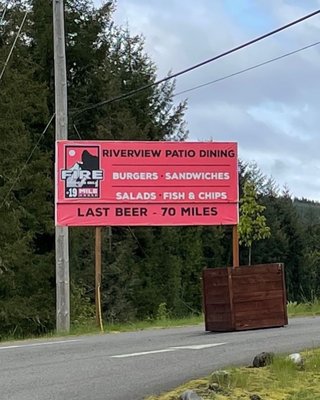 RIVERVIEW PATIO DINING
BURGERS · SANDWICHES
SALADS · FISH & CHIPS
FIRE
19 MILE
LAST BEER - 70 MILES